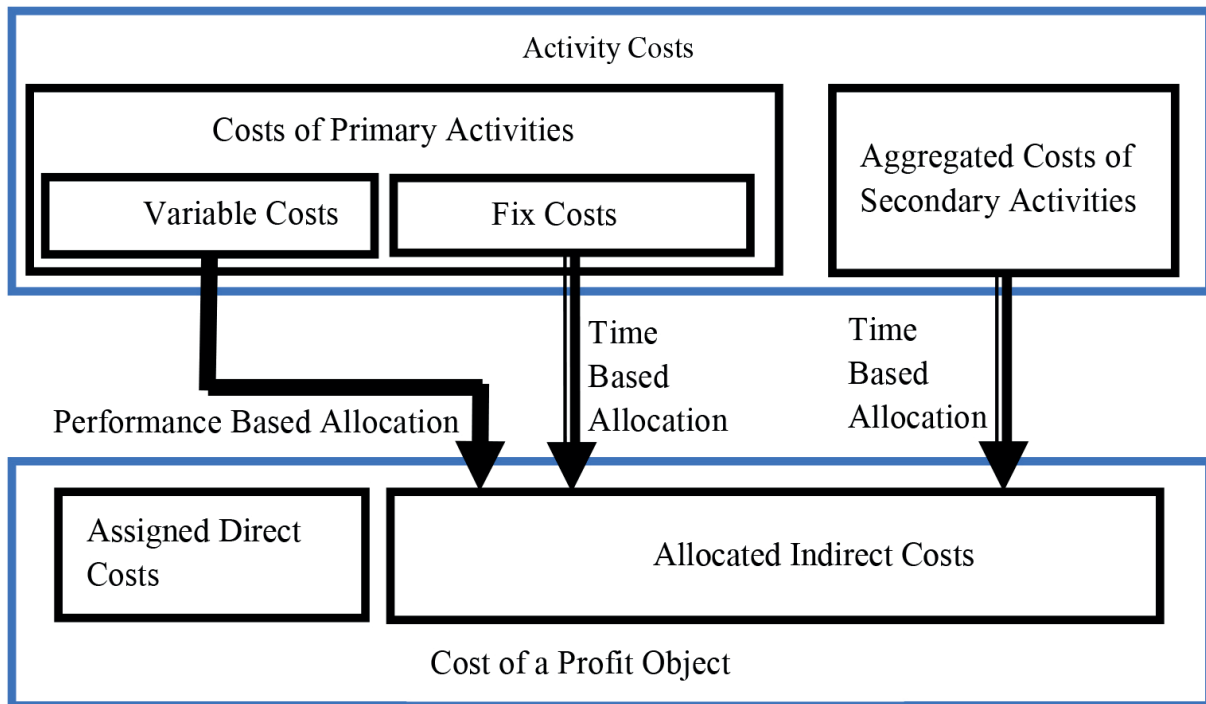 Activity Costs
Costs of Primary Activities
Variable Costs
Fix Costs
Aggregated Costs of
Secondary Activities
Performance Based Allocation
Time
Based
Allocation
Time
Based
Allocation
Assigned Direct
Costs
Allocated Indirect Costs
Cost of a Profit Object